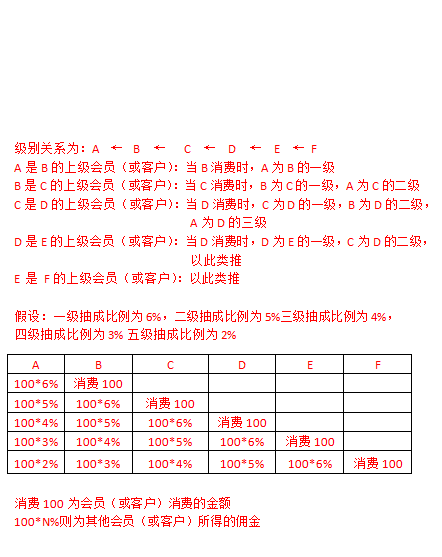 级别关系为：A ← B ← C ← D ← E ← F
A 是 B 的上级会员（或客户）：当 B 消费时，A 为 B 的一级
B 是 C 的上级会员（或客户）：当 C 消费时，B 为 C 的一级，A 为 C 的二级
C 是 D 的上级会员（或客户）：当 D 消费时，C 为 D 的一级，B 为 D 的二级，
A 为 D 的三级
D 是 E 的上级会员（或客户）：当 D 消费时，D 为 E 的一级，C 为 D 的二级，
以此类推
E 是 F 的上级会员（或客户）：以此类推
假设：一级抽成比例为 6%，二级抽成比例为 5%三级抽成比例为 4%，
四级抽成比例为 3% 五级抽成比例为 2%
A B C D E F
100*6% 消费 100
100*5% 100*6% 消费 100
100*4% 100*5% 100*6% 消费 100
100*3% 100*4% 100*5% 100*6% 消费 100
100*2% 100*3% 100*4% 100*5% 100*6% 消费 100
消费 100 为会员（或客户）消费的金额
100*N%则为其他会员（或客户）所得的佣金